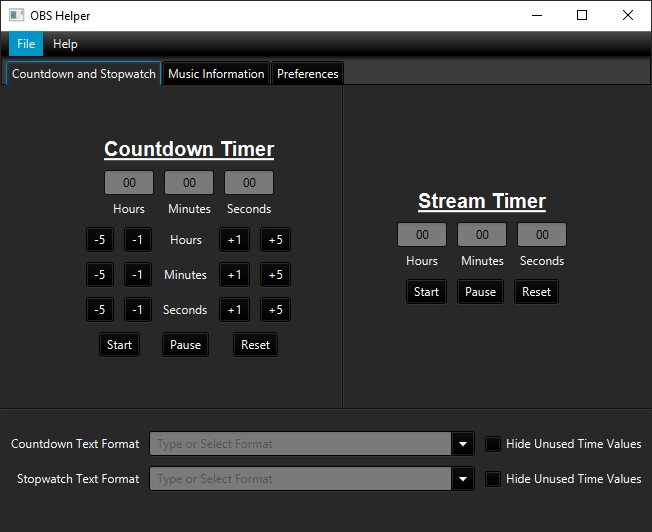 OBS Helper
File Help
Countdown and Stopwatch Music Information Preferences
Countdown Timer
00 00 00
Hours Minutes Seconds
-5 -1 Hours +1 +5
-5 -1 Minutes +1 +5
-5 -1 Seconds +1 +5
Start Pause Reset
Stream Timer
00 00 00
Hours Minutes Seconds
Start Pause Reset
Countdown Text Format Type or Select Format Hide Unused Time Values
Stopwatch Text Format Type or Select Format Hide Unused Time Values